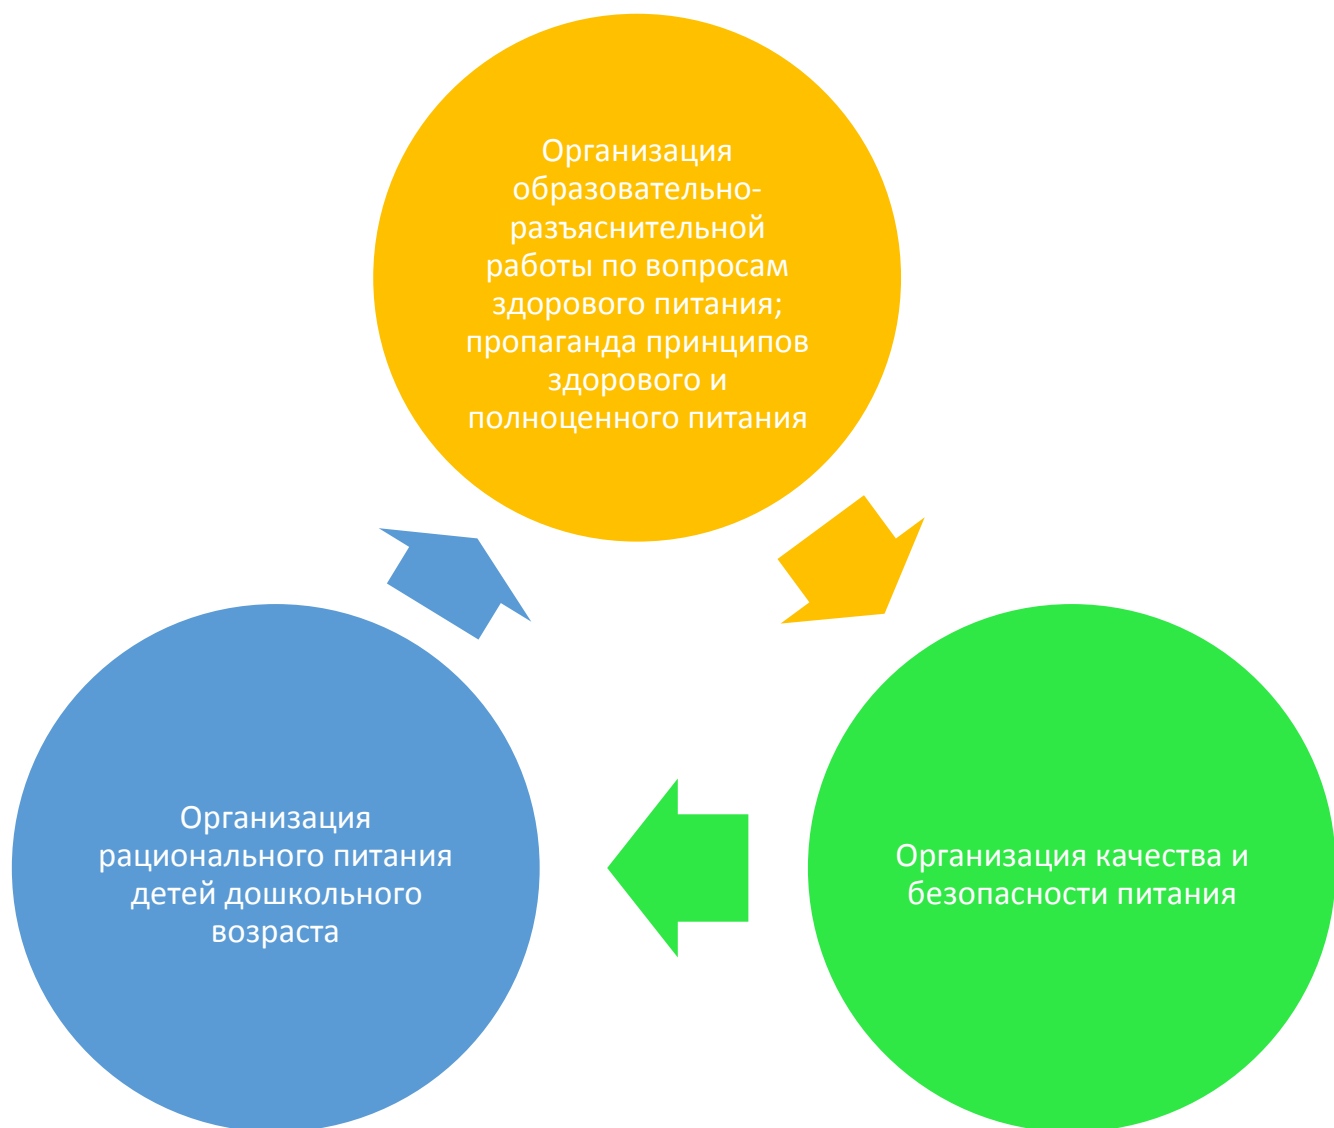 Организация
образовательно-
разъяснительной
работы по вопросам
здорового питания;
пропаганда принципов
здорового и
полноценного питания
Организация качества и
безопасности питания
Организация
рационального питания
детей дошкольного
возраста